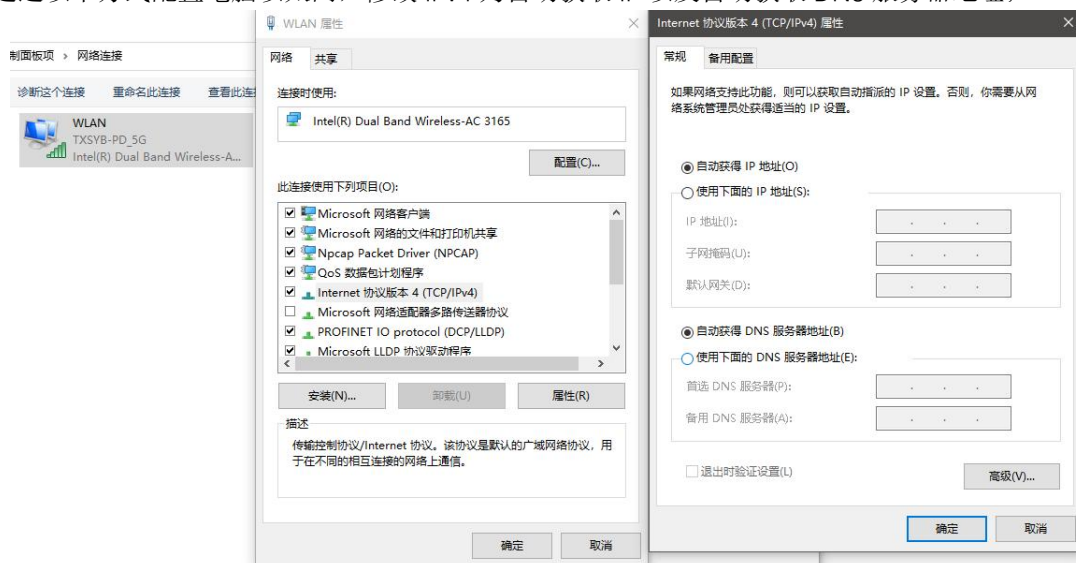 制面板项 › 网络连接
诊断这个连接 重命名此连接 查看此连
WLAN
TXSYB-PD_5G
Intel(R) Dual Band Wireless-A...
WLAN 属性
网络 共享
连接时使用:
Intel(R) Dual Band Wireless-AC 3165
配置(C)...
此连接使用下列项目(O):
Microsoft 网络客户端
Microsoft 网络的文件和打印机共享
Npcap Packet Driver (NPCAP)
QoS 数据包计划程序
Internet 协议版本 4 (TCP/IPv4)
Microsoft 网络适配器多路传送器协议
PROFINET IO protocol (DCP/LLDP)
Microsoft LLDP 协议驱动程序
安装(N)... 卸载(U) 属性(R)
描述
传输控制协议/Internet 协议。该协议是默认的广域网络协议，用
于在不同的相互连接的网络上通信。
确定 取消
Internet 协议版本 4 (TCP/IPv4) 属性
常规 备用配置
如果网络支持此功能，则可以获取自动指派的 IP 设置。否则，你需要从网
络系统管理员处获得适当的 IP 设置。
自动获得 IP 地址(O)
使用下面的 IP 地址(S):
IP 地址(I):
子网掩码(U):
默认网关(D):
自动获得 DNS 服务器地址(B)
使用下面的 DNS 服务器地址(E):
首选 DNS 服务器(P):
备用 DNS 服务器(A):
退出时验证设置(L)
高级(V)...
确定 取消